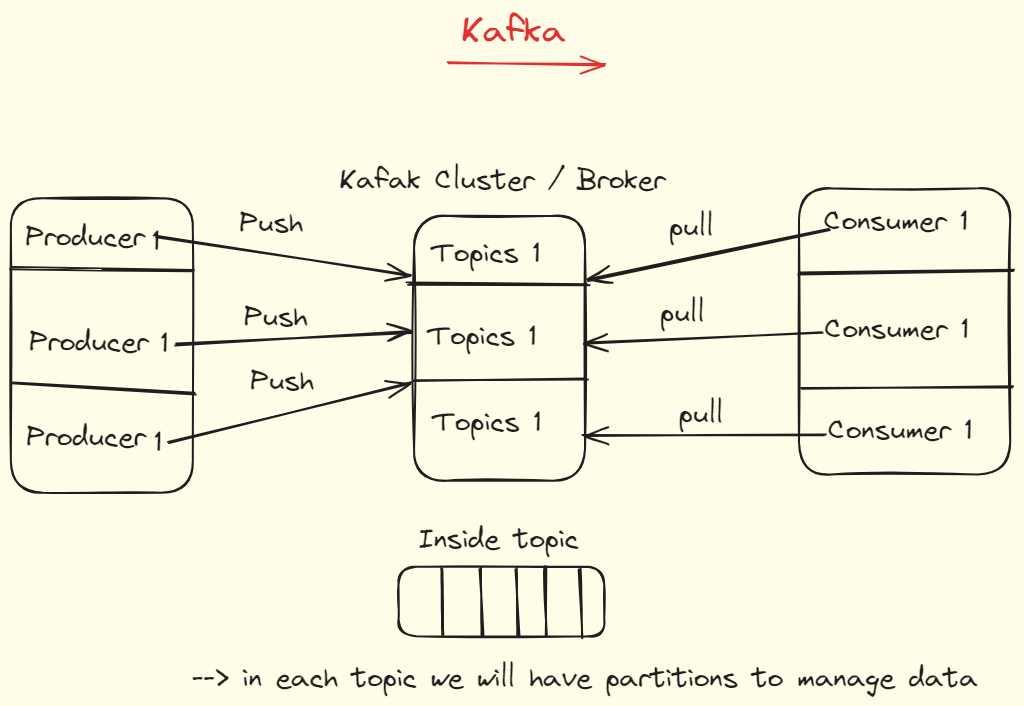 Kafka
Kafak Cluster / Broker
Producer 1
Push
Topics 1
pull
Consumer 1
Producer 1
Push
Topics 1
pull
Consumer 1
Push
Producer 1
Topics 1
pull
Consumer 1
Inside topic
--> in each topic we will have partitions to manage data